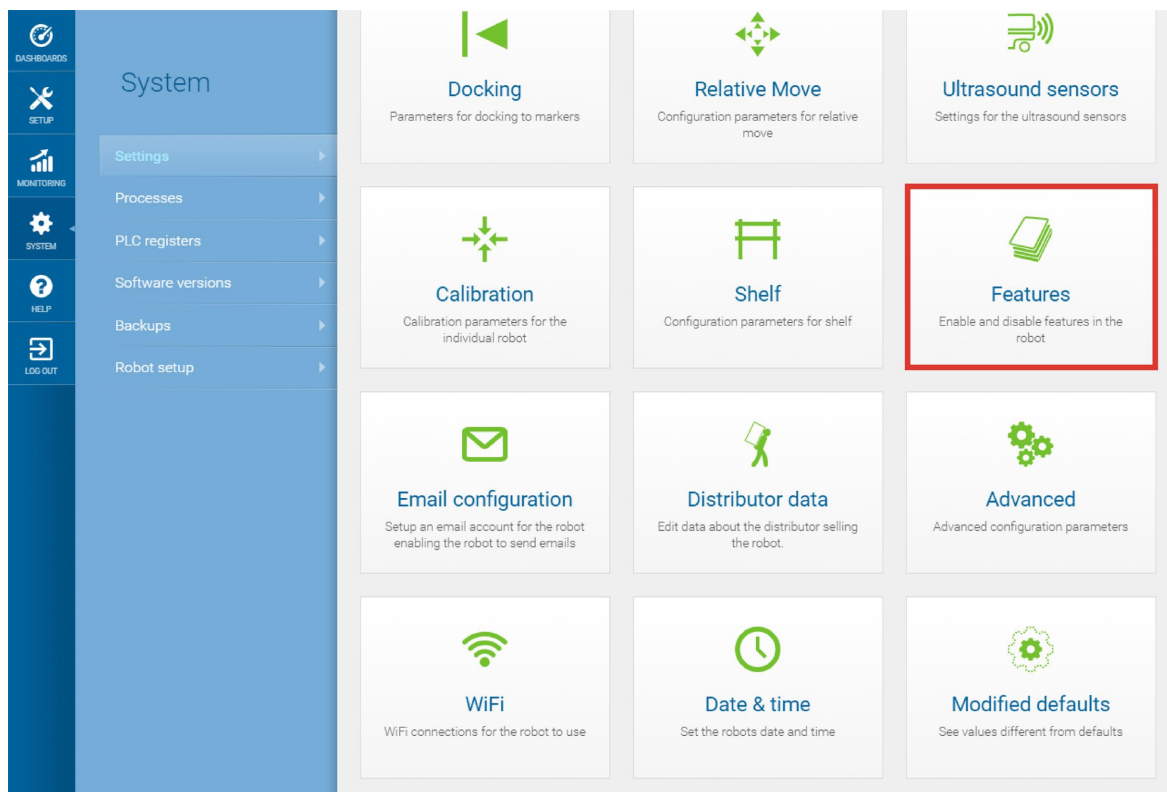 DASHBOARDS
SETUP
MONITORING
SYSTEM
HELP
LOG OUT
System
Settings
Processes
PLC registers
Software versions
Backups
Robot setup
Docking
Parameters for docking to markers
Relative Move
Configuration parameters for relative
move
Ultrasound sensors
Settings for the ultrasound sensors
Calibration
Calibration parameters for the
individual robot
Shelf
Configuration parameters for shelf
Features
Enable and disable features in the
robot
Email configuration
Setup an email account for the robot
enabling the robot to send emails
Distributor data
Edit data about the distributor selling
the robot.
Advanced
Advanced configuration parameters
WiFi
WiFi connections for the robot to use
Date & time
Set the robots date and time
Modified defaults
See values different from defaults